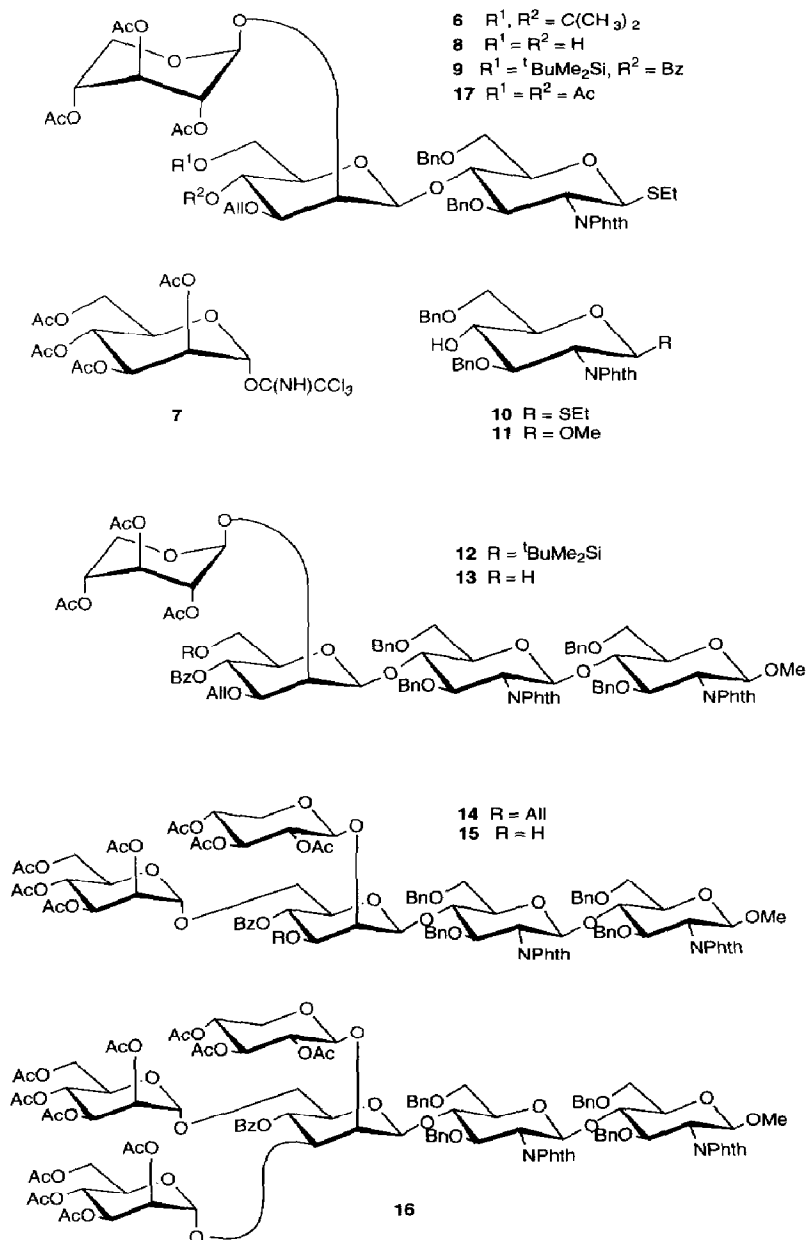 6 R¹, R² = C(CH₃)₂
8 R¹ = R² = H
9 R¹ = ᵗBuMe₂Si, R² = Bz
17 R¹ = R² = Ac
AcO
O
O
AcO
AcO
R¹O
O
BnO
O
R²O
AllO
O
BnO
SEt
NPhth
AcO
AcO
O
AcO
AcO
OC(NH)CCl₃
7
BnO
O
HO
R
BnO
NPhth
10 R = SEt
11 R = OMe
AcO
O
O
AcO
AcO
12 R = ᵗBuMe₂Si
13 R = H
RO
O
BnO
O
BnO
O
BzO
AllO
O
BnO
NPhth
O
BnO
OMe
NPhth
14 R = All
15 R = H
O
AcO
AcO
OAc
O
AcO
AcO
O
AcO
AcO
O
BzO
RO
O
O
BnO
BnO
O
NPhth
O
BnO
BnO
O
OMe
NPhth
O
AcO
AcO
OAc
O
AcO
AcO
O
AcO
AcO
O
BzO
O
O
BnO
BnO
O
NPhth
O
BnO
BnO
O
OMe
NPhth
AcO
AcO
O
AcO
AcO
O
16